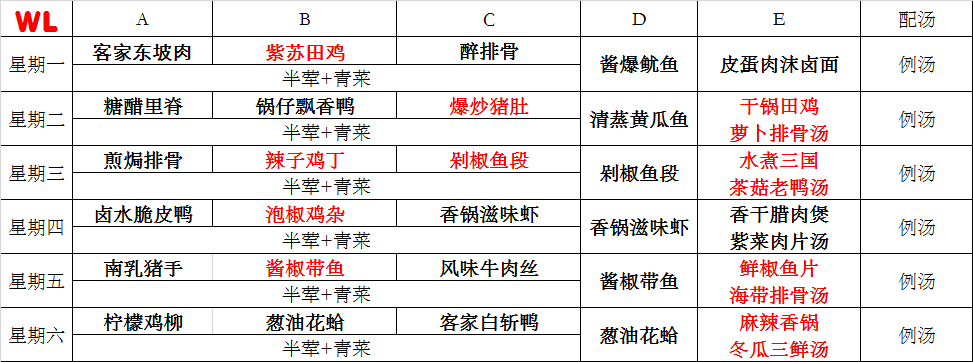 WL A B C D E 配汤
星期一 客家东坡肉 紫苏田鸡 醉排骨 酱爆鱿鱼 皮蛋肉沫卤面 例汤
半荤+青菜
星期二 糖醋里脊 锅仔飘香鸭 爆炒猪肚 清蒸黄瓜鱼 干锅田鸡 例汤
半荤+青菜 萝卜排骨汤
星期三 煎焗排骨 辣子鸡丁 剁椒鱼段 剁椒鱼段 水煮三国 例汤
半荤+青菜 茶菇老鸭汤
星期四 卤水脆皮鸭 泡椒鸡杂 香锅滋味虾 香锅滋味虾 香干腊肉煲 例汤
半荤+青菜 紫菜肉片汤
星期五 南乳猪手 酱椒带鱼 风味牛肉丝 酱椒带鱼 鲜椒鱼片 例汤
半荤+青菜 海带排骨汤
星期六 柠檬鸡柳 葱油花蛤 客家白斩鸭 葱油花蛤 麻辣香锅 例汤
半荤+青菜 冬瓜三鲜汤